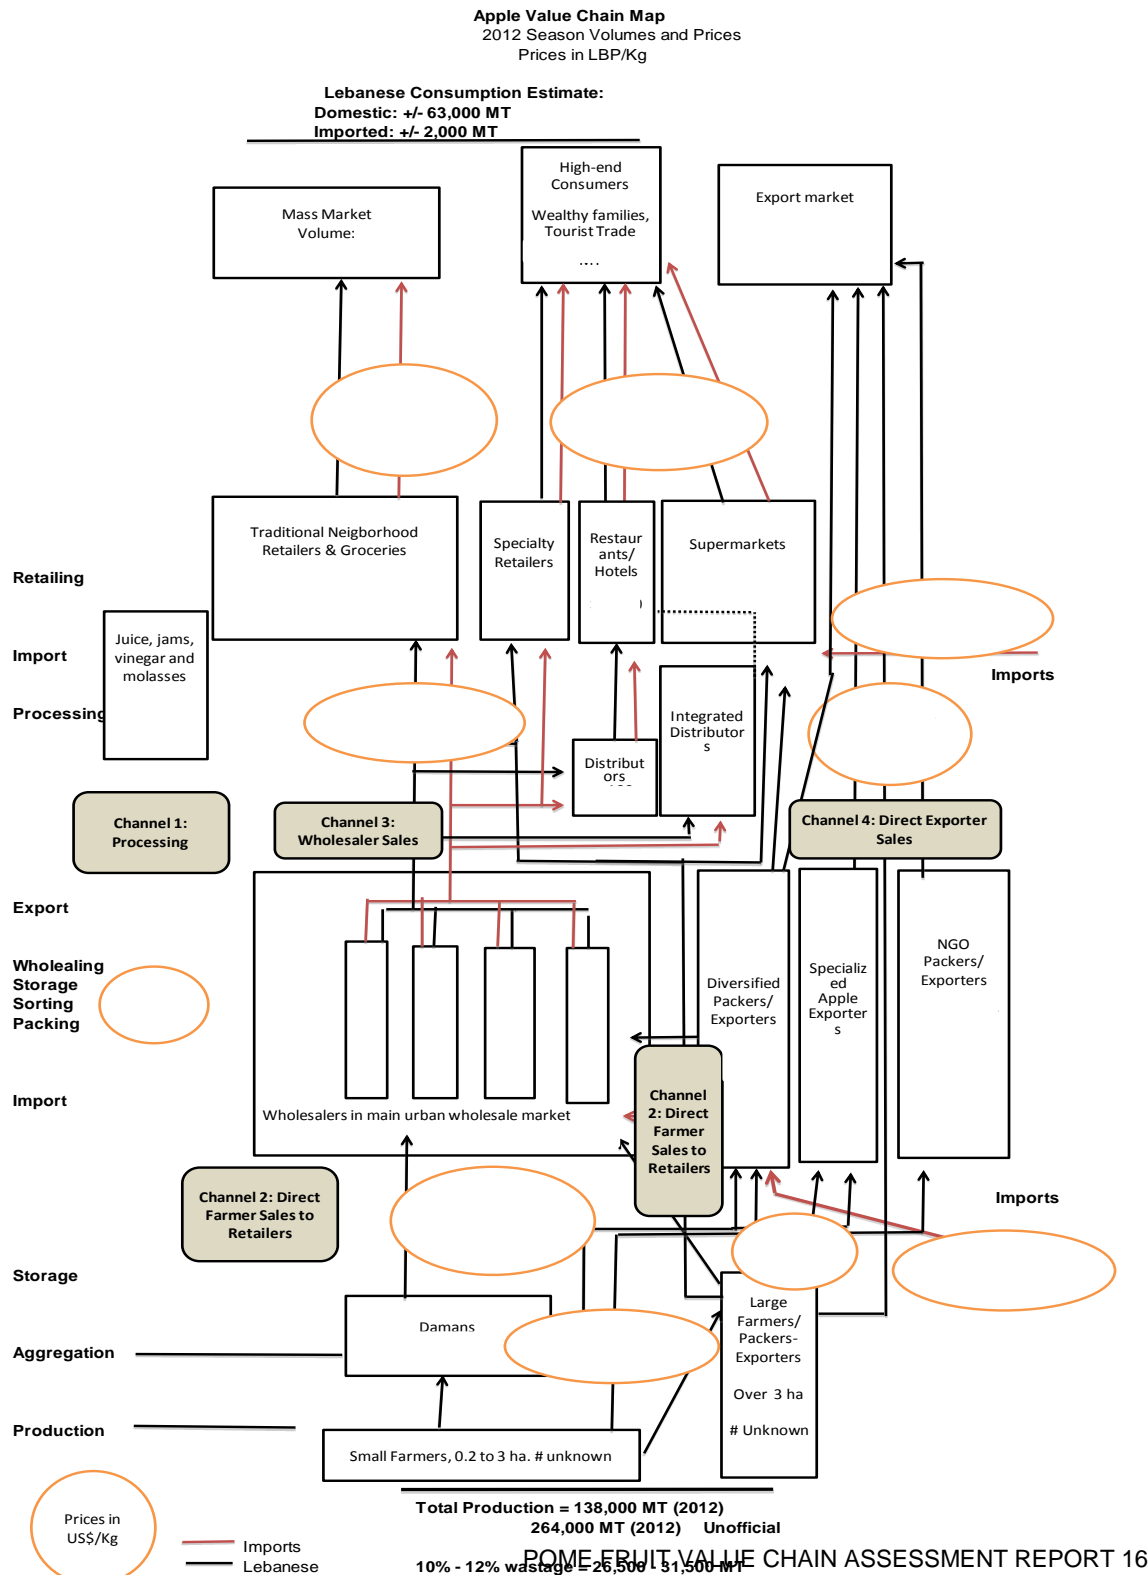 Apple Value Chain Map
2012 Season Volumes and Prices
Prices in LBP/Kg
Lebanese Consumption Estimate:
Domestic: +/- 63,000 MT
Imported: +/- 2,000 MT
High-end
Consumers
Wealthy families,
Tourist Trade
Mass Market
Volume:
Export market
Traditional Neigborhood
Retailers & Groceries
Specialty
Retailers
Restaur
ants/
Hotels
Supermarkets
Retailing
Import
Processing
Juice, jams,
vinegar and
molasses
Imports
Integrated
Distributor
s
Distribut
ors
Channel 1:
Processing
Channel 3:
Wholesaler Sales
Channel 4: Direct Exporter
Sales
Export
Wholealing
Storage
Sorting
Packing
Import
Wholesalers in main urban wholesale market
Diversified
Packers/
Exporters
Specializ
ed
Apple
Exporter
s
NGO
Packers/
Exporters
Channel
2: Direct
Farmer
Sales to
Retailers
Channel 2: Direct
Farmer Sales to
Retailers
Imports
Storage
Aggregation
Production
Damans
Large
Farmers/
Packers-
Exporters
Over 3 ha
# Unknown
Small Farmers, 0.2 to 3 ha. # unknown
Total Production = 138,000 MT (2012)
264,000 MT (2012) Unofficial
10% - 12% wastage = 26,500 - 31,500 MT
Prices in
US$/Kg
Imports
Lebanese
POME FRUIT VALUE CHAIN ASSESSMENT REPORT 16